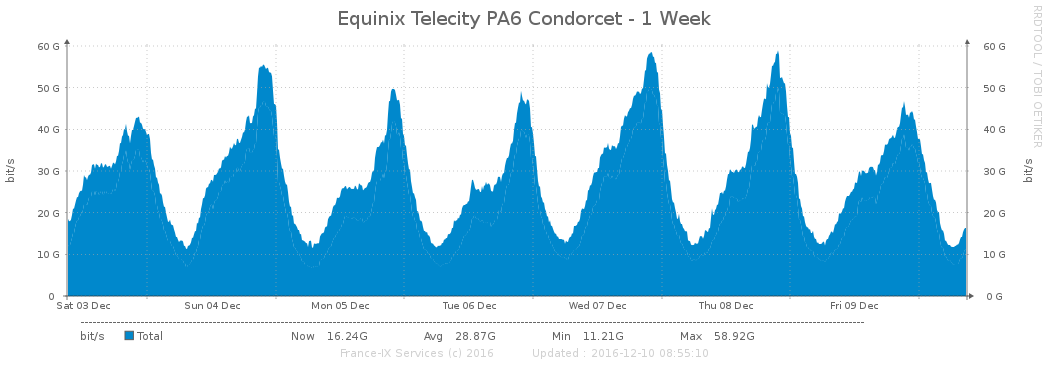 Equinix Telecity PA6 Condorcet - 1 Week
RRDTOOL / TOBI OETIKER
60 G 60 G
50 G 50 G
40 G 40 G
30 G 30 G
20 G 20 G
10 G 10 G
0 0 G
bit/s
bit/s
Sat 03 Dec Sun 04 Dec Mon 05 Dec Tue 06 Dec Wed 07 Dec Thu 08 Dec Fri 09 Dec
bit/s Total Now 16.24G Avg 28.87G Min 11.21G Max 58.92G
France-IX Services (c) 2016 Updated : 2016-12-10 08:55:10